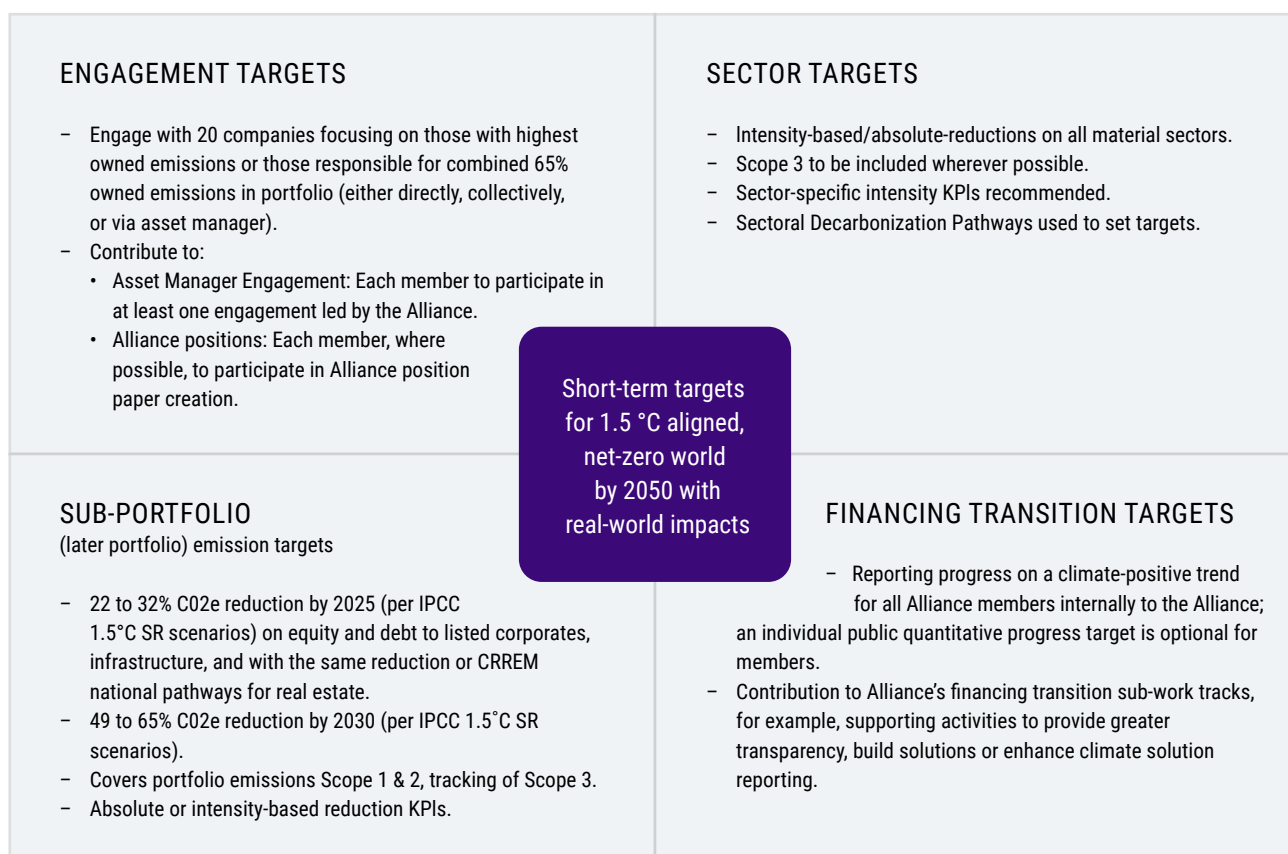 ENGAGEMENT TARGETS
– Engage with 20 companies focusing on those with highest
owned emissions or those responsible for combined 65%
owned emissions in portfolio (either directly, collectively,
or via asset manager).
– Contribute to:
• Asset Manager Engagement: Each member to participate in
at least one engagement led by the Alliance.
• Alliance positions: Each member, where
possible, to participate in Alliance position
paper creation.
SECTOR TARGETS
– Intensity-based/absolute-reductions on all material sectors.
– Scope 3 to be included wherever possible.
– Sector-specific intensity KPIs recommended.
– Sectoral Decarbonization Pathways used to set targets.
Short-term targets
for 1.5 °C aligned,
net-zero world
by 2050 with
real-world impacts
SUB-PORTFOLIO
(later portfolio) emission targets
– 22 to 32% C02e reduction by 2025 (per IPCC
1.5°C SR scenarios) on equity and debt to listed corporates,
infrastructure, and with the same reduction or CRREM
national pathways for real estate.
– 49 to 65% C02e reduction by 2030 (per IPCC 1.5˚C SR
scenarios).
– Covers portfolio emissions Scope 1 & 2, tracking of Scope 3.
– Absolute or intensity-based reduction KPIs.
FINANCING TRANSITION TARGETS
– Reporting progress on a climate-positive trend
for all Alliance members internally to the Alliance;
an individual public quantitative progress target is optional for
members.
– Contribution to Alliance's financing transition sub-work tracks,
for example, supporting activities to provide greater
transparency, build solutions or enhance climate solution
reporting.